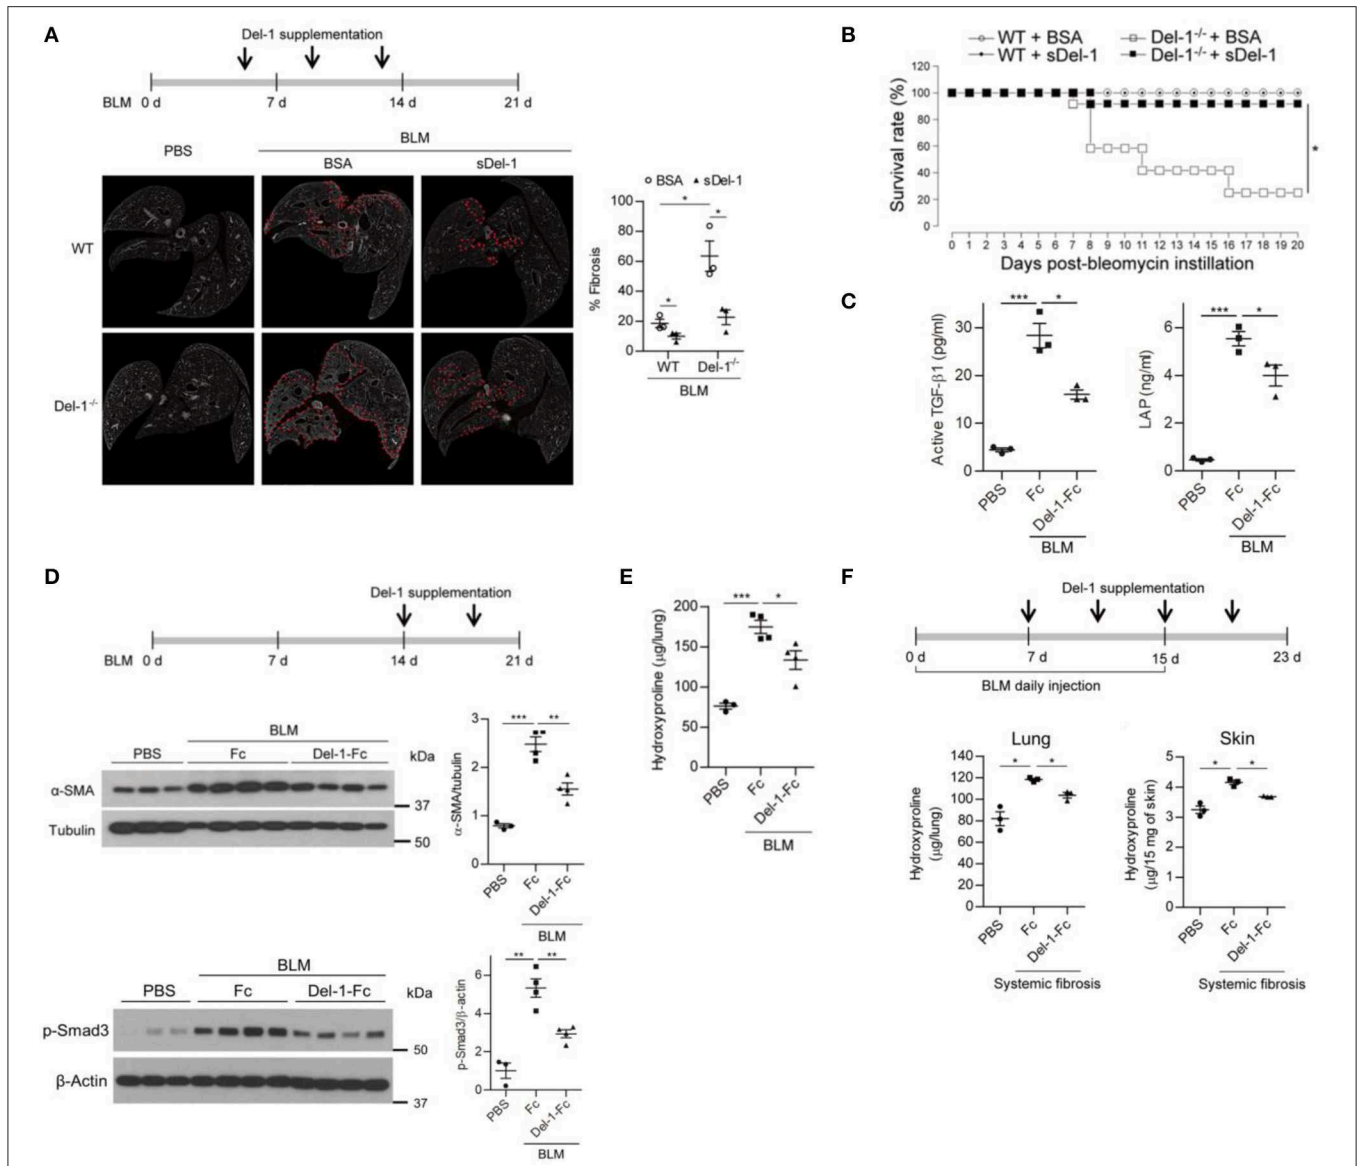 A
Del-1 supplementation
BLM 0 d 7 d 14 d 21 d
BLM
PBS BSA sDel-1
WT
Del-1-/-
BSA sDel-1
% Fibrosis
100
80
60
40
20
0
* * *
WT Del-1-/-
BLM
B
WT + BSA Del-1-/- + BSA
WT + sDel-1 Del-1-/- + sDel-1
Survival rate (%)
120
100
80
60
40
20
0
*
0 1 2 3 4 5 6 7 8 9 10 11 12 13 14 15 16 17 18 19 20
Days post-bleomycin instillation
C
Active TGF-β1 (pg/ml)
30
20
10
0
*** *
PBS Fc Del-1-Fc
BLM
LAP (ng/ml)
6
4
2
0
*** *
PBS Fc Del-1-Fc
BLM
D
Del-1 supplementation
BLM 0 d 7 d 14 d 21 d
BLM
PBS Fc Del-1-Fc kDa
α-SMA
37
Tubulin
50
α-SMA/tubulin
3
2
1
0
*** **
PBS Fc Del-1-Fc
BLM
BLM
PBS Fc Del-1-Fc kDa
p-Smad3
50
β-Actin
37
p-Smad3/β-actin
6
4
2
0
** **
PBS Fc Del-1-Fc
BLM
E
Hydroxyproline (μg/lung)
200
150
100
50
0
*** *
PBS Fc Del-1-Fc
BLM
F
Del-1 supplementation
0 d 7 d 15 d 23 d
BLM daily injection
Lung
Hydroxyproline
(μg/lung)
140
120
100
80
60
40
20
0
* *
PBS Fc Del-1-Fc
Systemic fibrosis
Skin
Hydroxyproline
(μg/15 mg of skin)
5
4
3
2
1
0
* *
PBS Fc Del-1-Fc
Systemic fibrosis